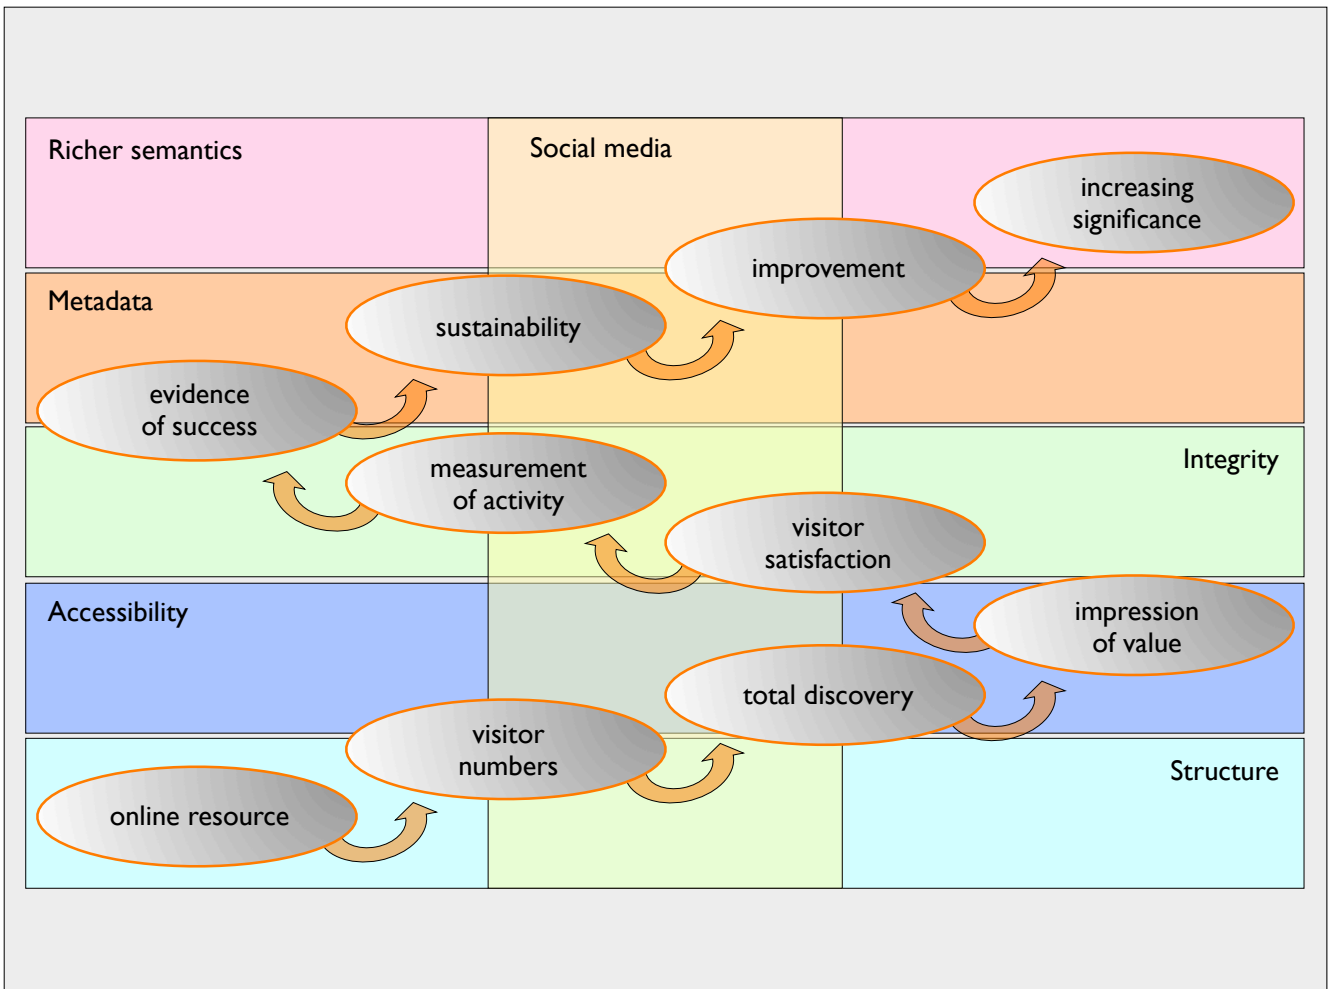 Richer semantics
Social media
increasing
significance
improvement
Metadata
sustainability
evidence
of success
Integrity
measurement
of activity
visitor
satisfaction
Accessibility
impression
of value
total discovery
visitor
numbers
Structure
online resource